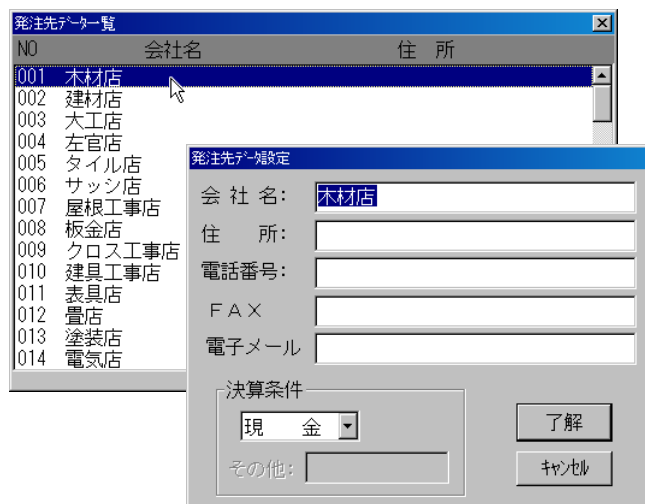 発注先ﾃﾞｰﾀ一覧
NO 会社名 住 所
001 木材店
002 建材店
003 大工店
004 左官店
005 タイル店
006 サッシ店
007 屋根工事店
008 板金店
009 クロス工事店
010 建具工事店
011 表具店
012 畳店
013 塗装店
014 電気店
発注先ﾃﾞｰﾀ設定
会 社 名: 木材店
住 所:
電話番号:
ＦＡＸ
電子メール
決算条件
現 金
その他:
了解
ｷｬﾝｾﾙ